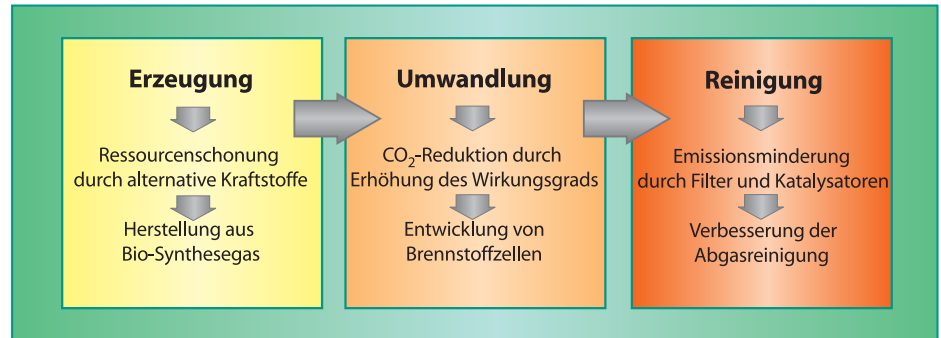 Erzeugung
Ressourcenschonung
durch alternative Kraftstoffe
Herstellung aus
Bio-Synthesegas
Umwandlung
CO₂-Reduktion durch
Erhöhung des Wirkungsgrads
Entwicklung von
Brennstoffzellen
Reinigung
Emissionsminderung
durch Filter und Katalysatoren
Verbesserung der
Abgasreinigung